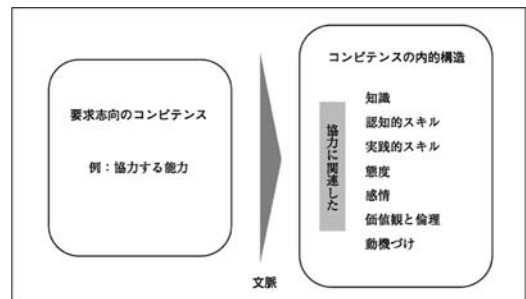 要求志向のコンピテンス
例：協力する能力
文脈
コンピテンスの内的構造
協力に関連した
知識
認知的スキル
実践的スキル
態度
感情
価値観と倫理
動機づけ